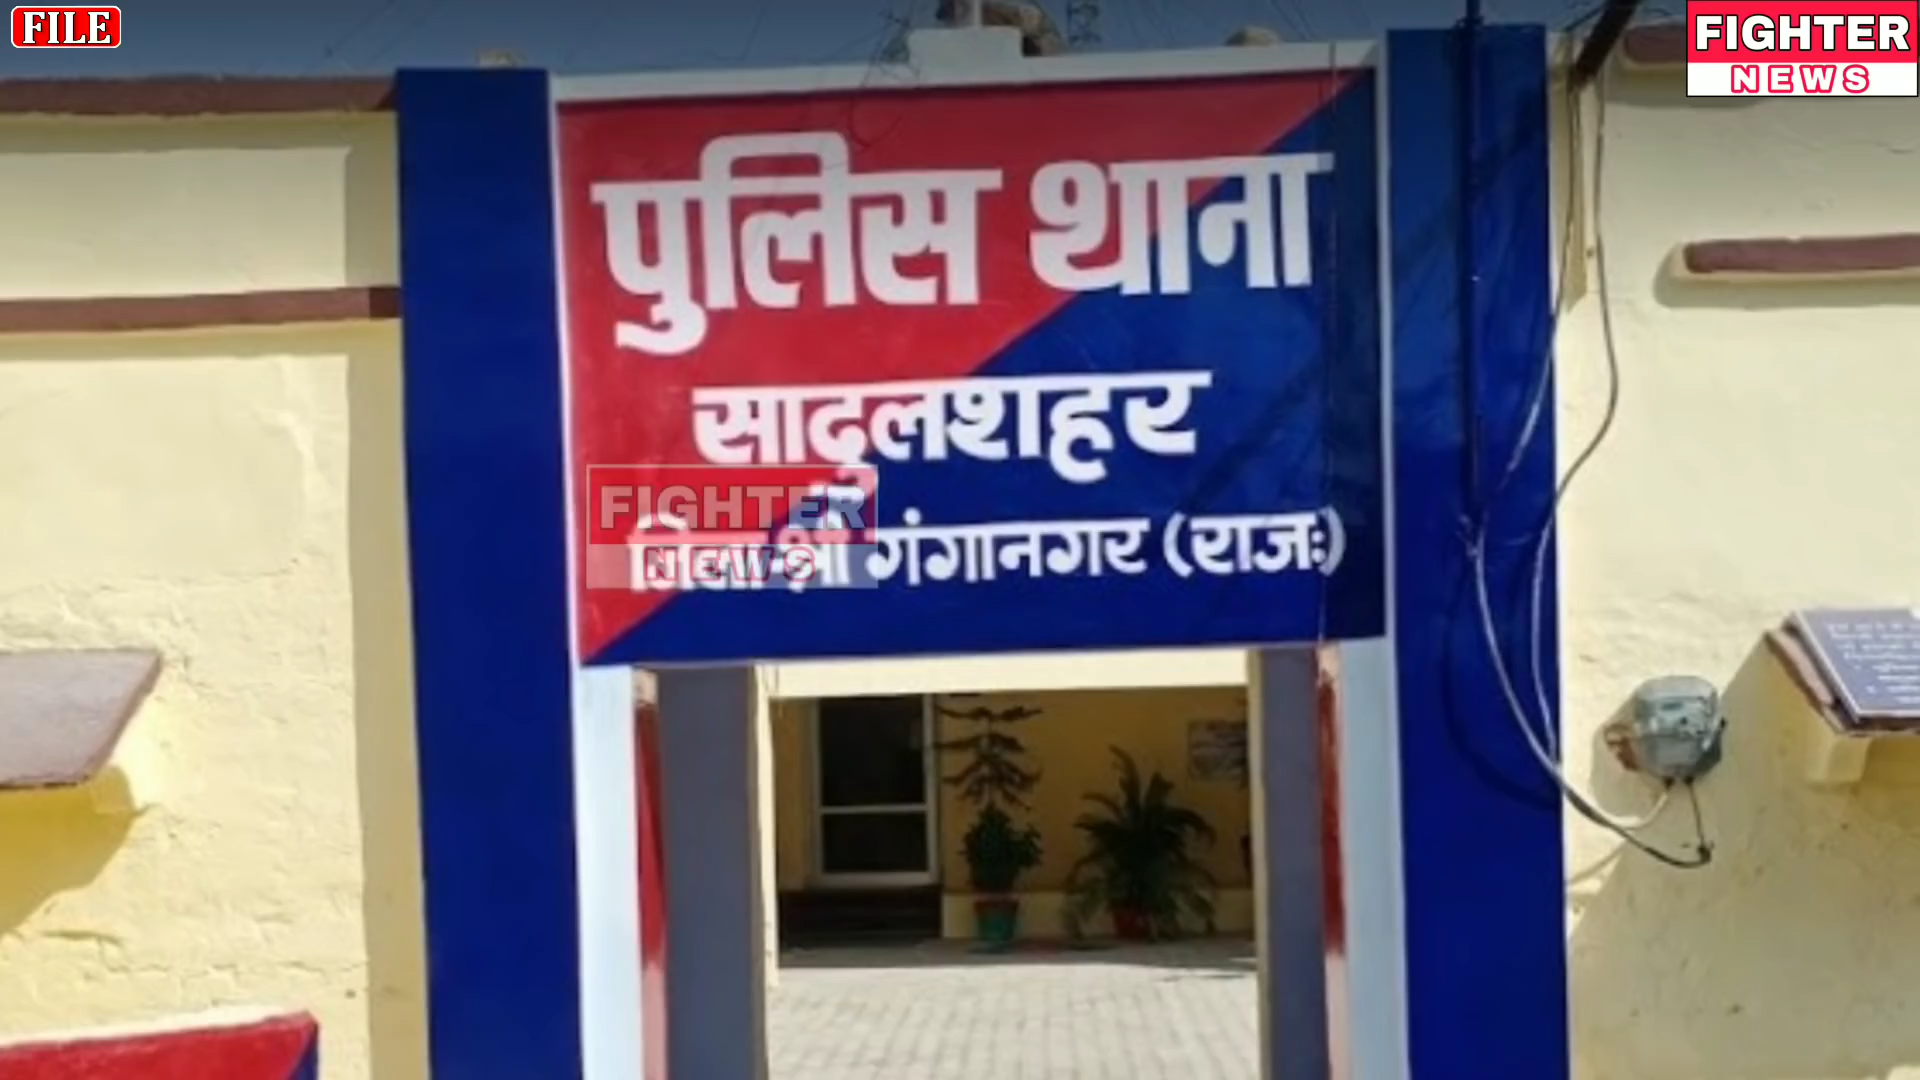 FILE
FIGHTER
NEWS
पुलिस थाना
सादुलशहर
FIGHTER
NEWS
जिला-श्री गंगानगर (राजः)